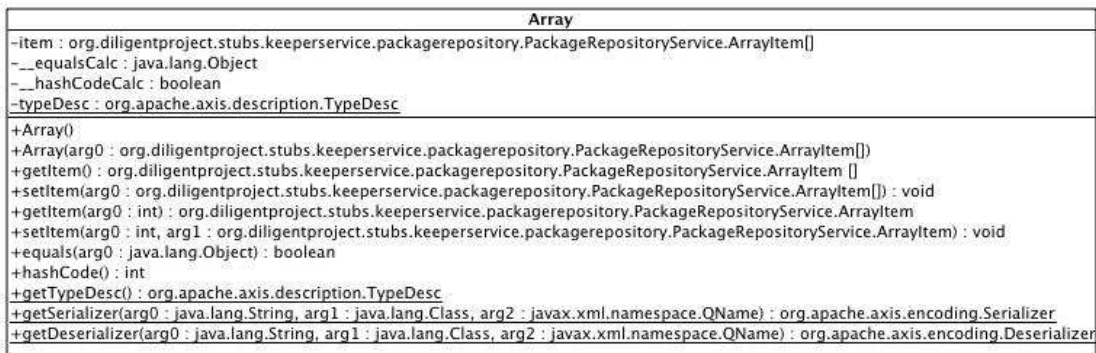 Array
-item : org.diligentproject.stubs.keeperservice.packagerepository.PackageRepositoryService.ArrayItem[]
-__equalsCalc : java.lang.Object
-__hashCodeCalc : boolean
-typeDesc : org.apache.axis.description.TypeDesc
+Array()
+Array(arg0 : org.diligentproject.stubs.keeperservice.packagerepository.PackageRepositoryService.ArrayItem[])
+getItem() : org.diligentproject.stubs.keeperservice.packagerepository.PackageRepositoryService.ArrayItem []
+setItem(arg0 : org.diligentproject.stubs.keeperservice.packagerepository.PackageRepositoryService.ArrayItem[]) : void
+getItem(arg0 : int) : org.diligentproject.stubs.keeperservice.packagerepository.PackageRepositoryService.ArrayItem
+setItem(arg0 : int, arg1 : org.diligentproject.stubs.keeperservice.packagerepository.PackageRepositoryService.ArrayItem) : void
+equals(arg0 : java.lang.Object) : boolean
+hashCode() : int
+getTypeDesc() : org.apache.axis.description.TypeDesc
+getSerializer(arg0 : java.lang.String, arg1 : java.lang.Class, arg2 : javax.xml.namespace.QName) : org.apache.axis.encoding.Serializer
+getDeserializer(arg0 : java.lang.String, arg1 : java.lang.Class, arg2 : javax.xml.namespace.QName) : org.apache.axis.encoding.Deserializer